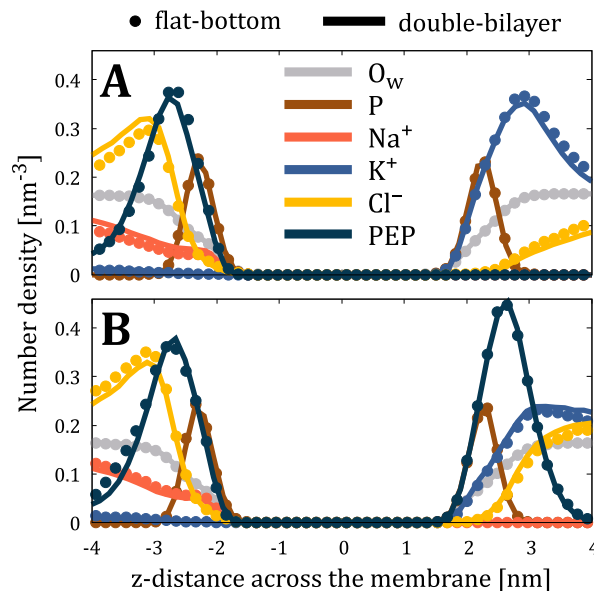 flat-bottom double-bilayer
A
O_w
P
Na⁺
K⁺
Cl⁻
PEP
0.4
0.3
0.2
0.1
0
B
0.4
0.3
0.2
0.1
0
Number density [nm⁻³]
-4 -3 -2 -1 0 1 2 3 4
z-distance across the membrane [nm]